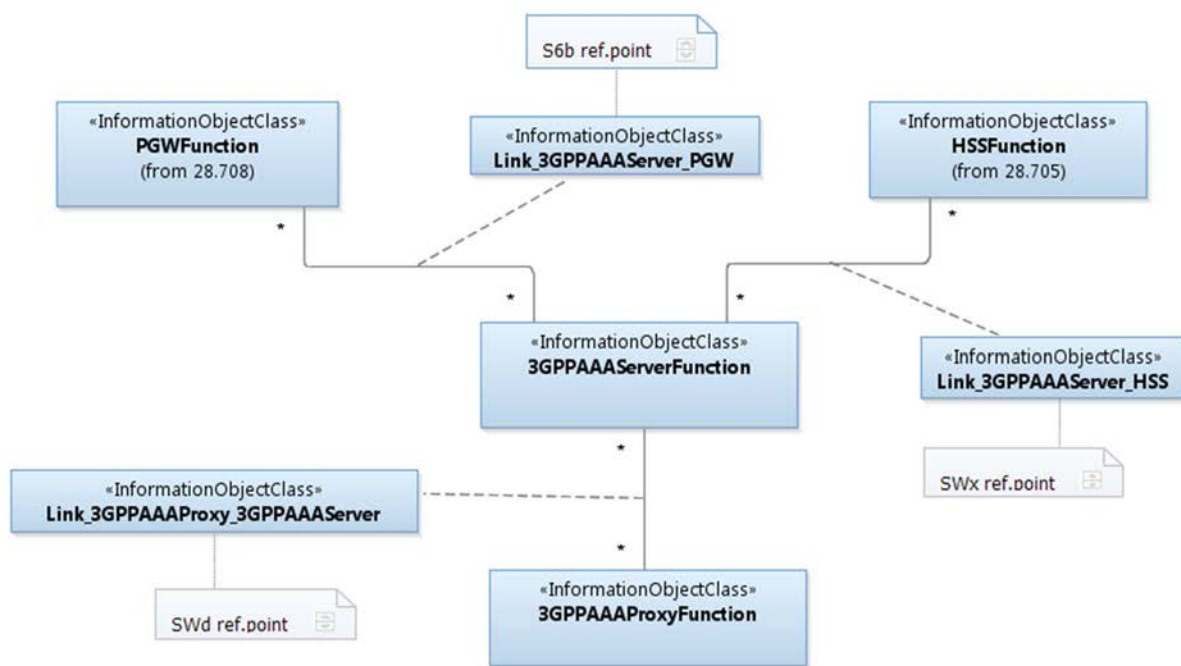 S6b ref.point
«InformationObjectClass»
PGWFunction
(from 28.708)
«InformationObjectClass»
Link_3GPPAAAServer_PGW
«InformationObjectClass»
HSSFunction
(from 28.705)
*
*
*
*
«InformationObjectClass»
3GPPAAAServerFunction
«InformationObjectClass»
Link_3GPPAAAServer_HSS
*
SWx ref.point
«InformationObjectClass»
Link_3GPPAAAProxy_3GPPAAAServer
*
«InformationObjectClass»
3GPPAAAProxyFunction
SWd ref.point